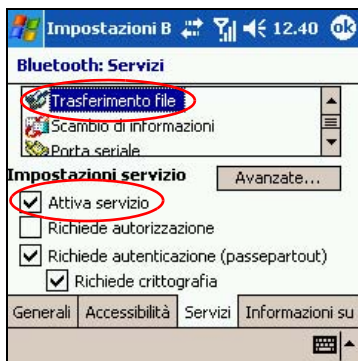 Impostazioni B 12.40 ok
Bluetooth: Servizi
Trasferimento file
Scambio di informazioni
Porta seriale
Impostazioni servizio Avanzate...
Attiva servizio
Richiede autorizzazione
Richiede autenticazione (passepartout)
Richiede crittografia
Generali Accessibilità Servizi Informazioni su